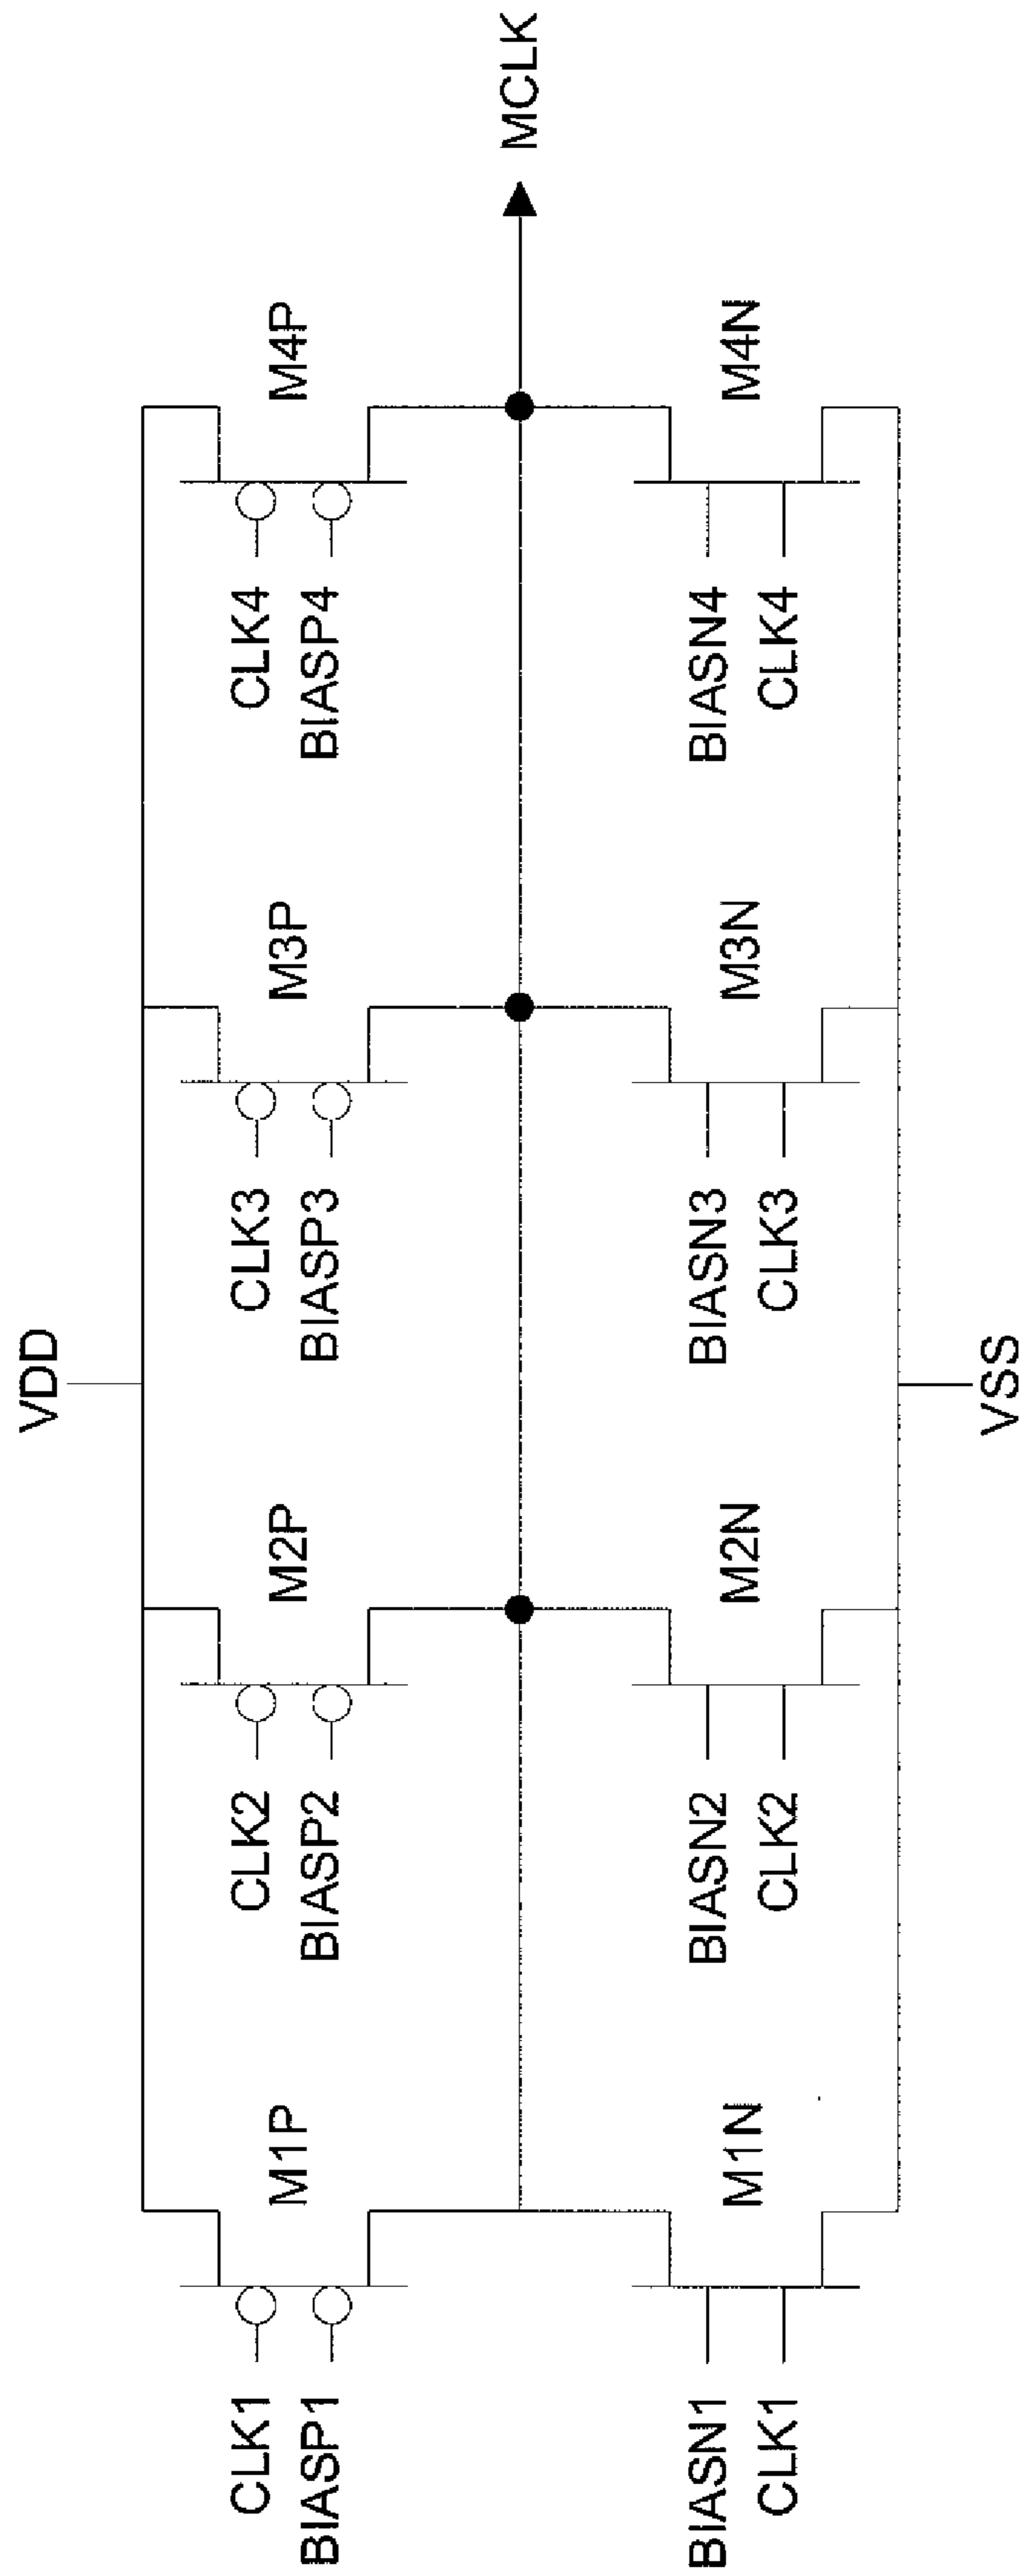 VDD
M1P
M2P
M3P
M4P
CLK1
CLK2
CLK3
CLK4
BIASP1
BIASP2
BIASP3
BIASP4
MCLK
M1N
M2N
M3N
M4N
BIASN1
BIASN2
BIASN3
BIASN4
CLK1
CLK2
CLK3
CLK4
VSS